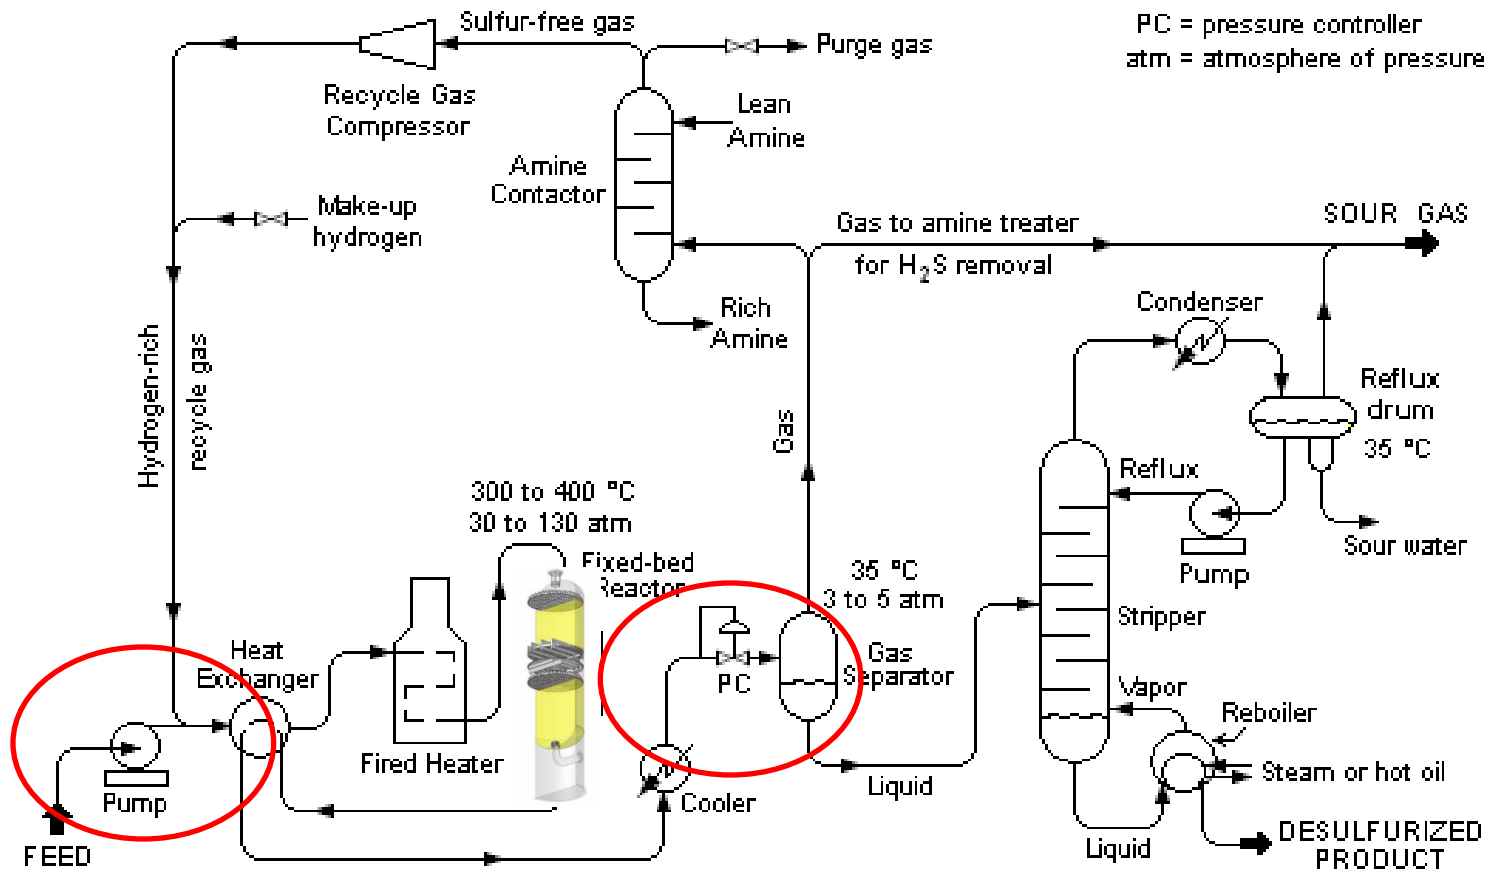 Sulfur-free gas
Purge gas
PC = pressure controller
atm = atmosphere of pressure
Recycle Gas
Compressor
Lean
Amine
Amine
Contactor
Make-up
hydrogen
Gas to amine treater
for H2S removal
SOUR GAS
Rich
Amine
Condenser
Hydrogen-rich
recycle gas
Gas
Reflux
drum
35 °C
Reflux
Pump
Sour water
300 to 400 °C
30 to 130 atm
Fixed-bed
Reactor
35 °C
3 to 5 atm
Stripper
Heat
Exchanger
PC
Gas
Separator
Vapor
Reboiler
Fired Heater
Pump
Cooler
Liquid
Steam or hot oil
FEED
Liquid
DESULFURIZED
PRODUCT